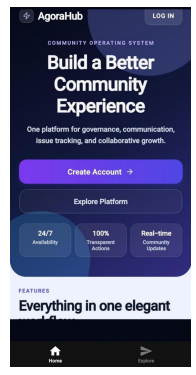 AgoraHub
LOG IN
COMMUNITY OPERATING SYSTEM
Build a Better
Community
Experience
One platform for governance, communication,
issue tracking, and collaborative growth.
Create Account →
Explore Platform
24/7
Availability
100%
Transparent
Actions
Real-time
Community
Updates
FEATURES
Everything in one elegant
workflow
Home
Explore